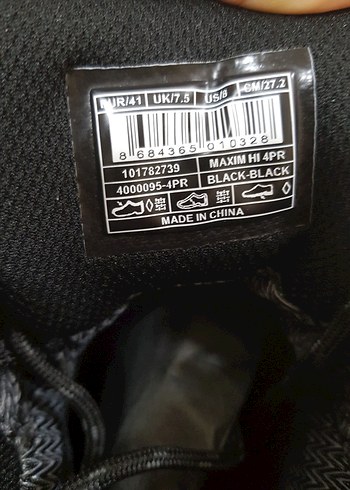 EUR/41 UK/7.5 US/8 CM/27.2
8 684365 010328
101782739 MAXIM HI 4PR
4000095-4PR BLACK-BLACK
MADE IN CHINA